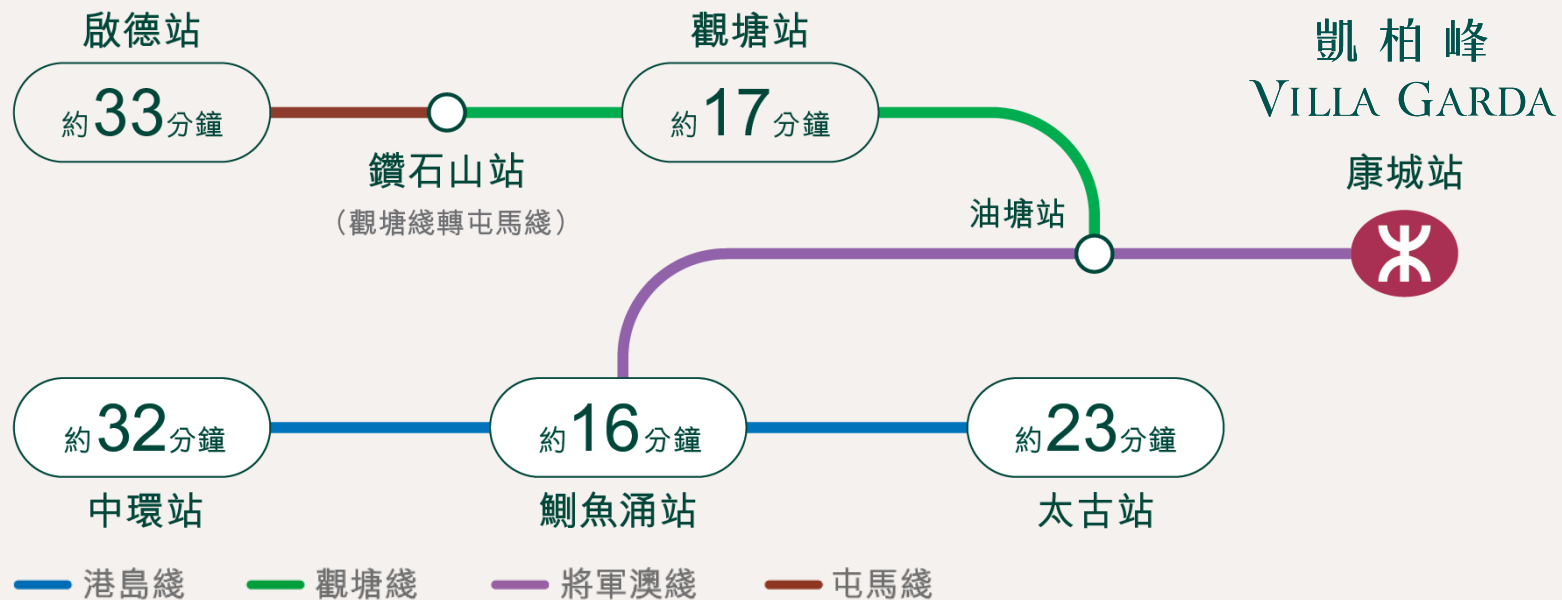 啟德站
約33分鐘
鑽石山站
（觀塘綫轉屯馬綫）
觀塘站
約17分鐘
油塘站
凱柏峰
VILLA GARDA
康城站
約32分鐘
中環站
約16分鐘
鰂魚涌站
約23分鐘
太古站
港島綫
觀塘綫
將軍澳綫
屯馬綫